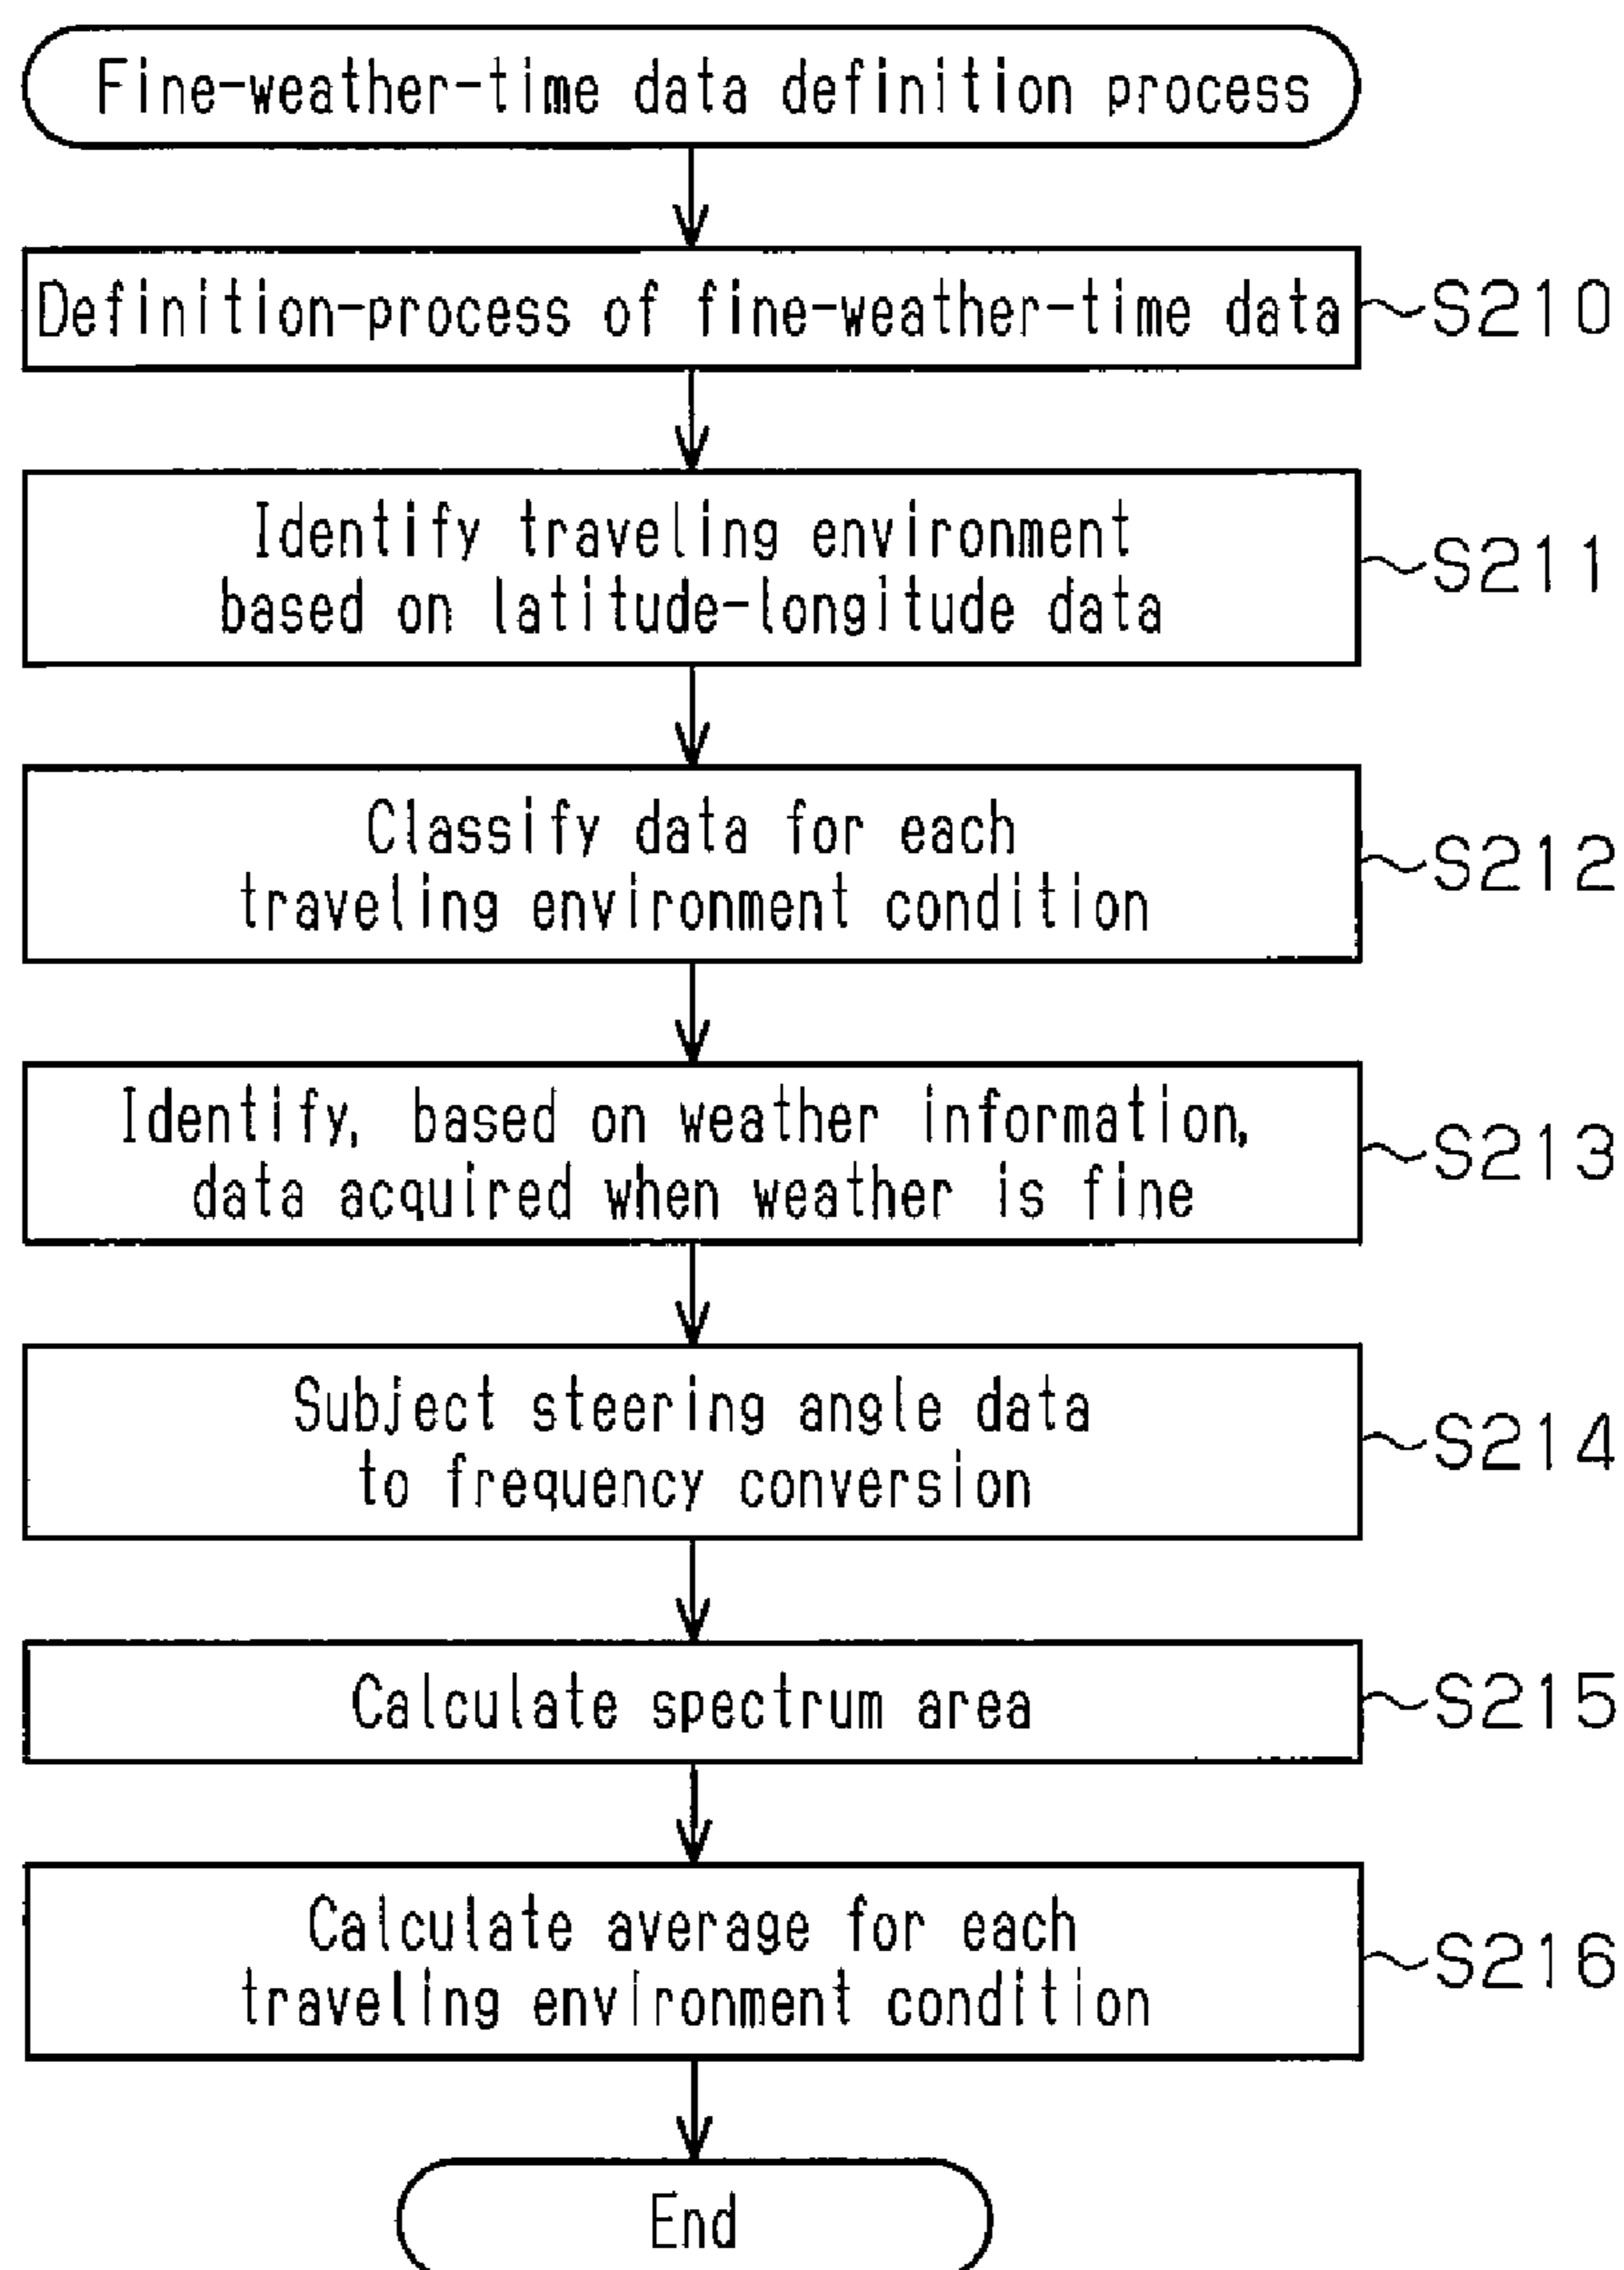 Fine-weather-time data definition process
Definition-process of fine-weather-time data
S210
Identify traveling environment
based on latitude-longitude data
S211
Classify data for each
traveling environment condition
S212
Identify, based on weather information,
data acquired when weather is fine
S213
Subject steering angle data
to frequency conversion
S214
Calculate spectrum area
S215
Calculate average for each
traveling environment condition
S216
End